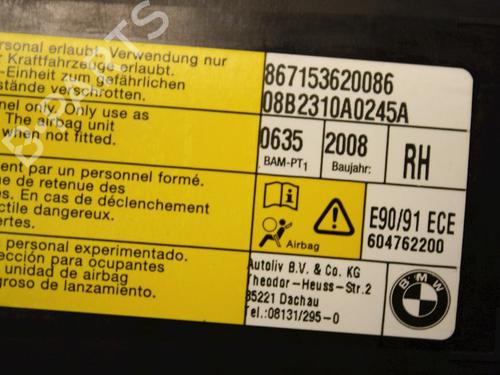 ersonal erlaubt. Verwendung nur
Kraftfahrzeuge erlaubt.
-Einheit zum gefährlichen
stände verschrotten.
nel only. Only use as
The airbag unit
when not fitted.
ent par un personnel formé.
e de retenue des
s. En cas de déclenchement
ctile dangereux.
ertes.
personal experimentado.
ección para ocupantes
unidad de airbag
groso de lanzamiento.
867153620086
08B2310A0245A
0635
BAM-PT1
2008
Baujahr:
RH
Airbag
E90/91 ECE
604762200
Autoliv B.V. & Co. KG
Theodor-Heuss-Str.2
85221 Dachau
Tel.:08131/295-0
BMW
B-PARTS